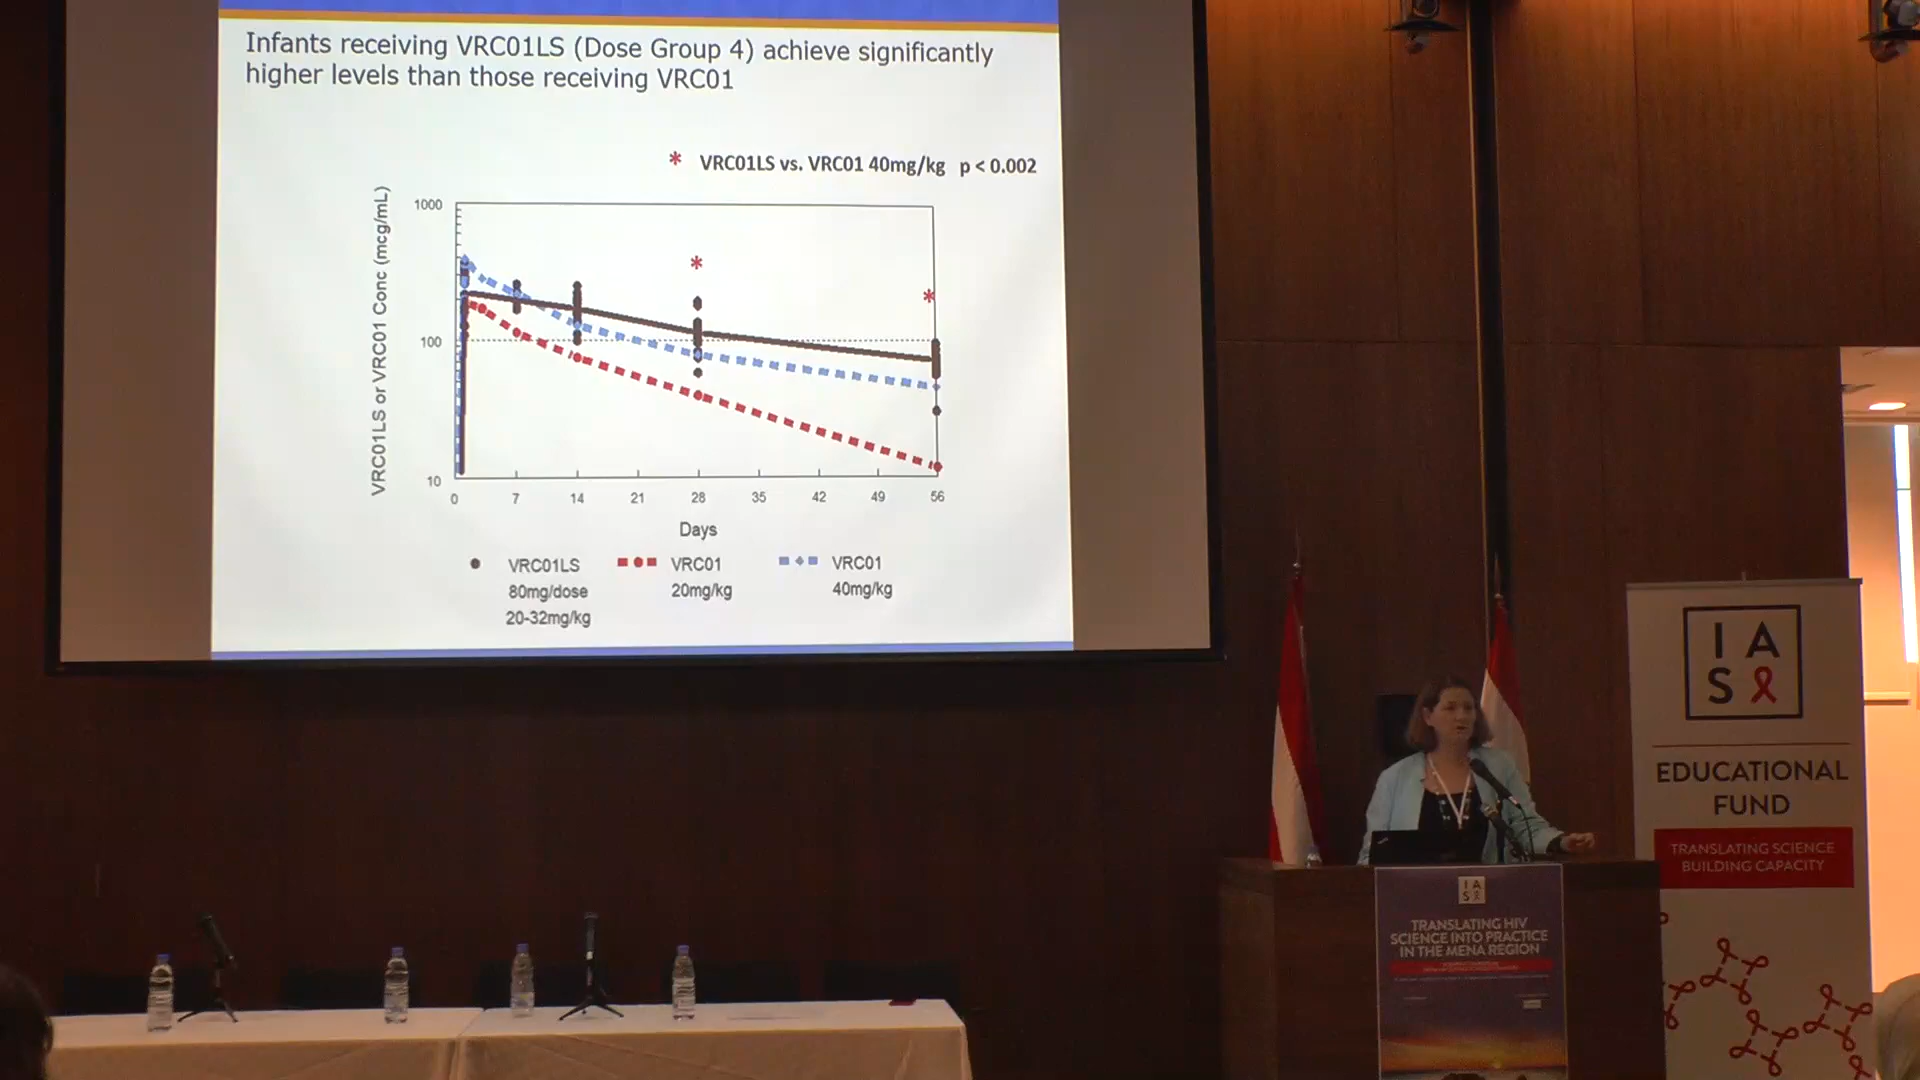 Infants receiving VRC01LS (Dose Group 4) achieve significantly
higher levels than those receiving VRC01
* VRC01LS vs. VRC01 40mg/kg p < 0.002
VRC01LS or VRC01 Conc (mcg/mL)
1000
100
10
*
*
0 7 14 21 28 35 42 49 56
Days
VRC01LS
80mg/dose
20-32mg/kg
VRC01
20mg/kg
VRC01
40mg/kg
I A
S
EDUCATIONAL
FUND
TRANSLATING SCIENCE
BUILDING CAPACITY
I A
S
TRANSLATING HIV
SCIENCE INTO PRACTICE
IN THE MENA REGION